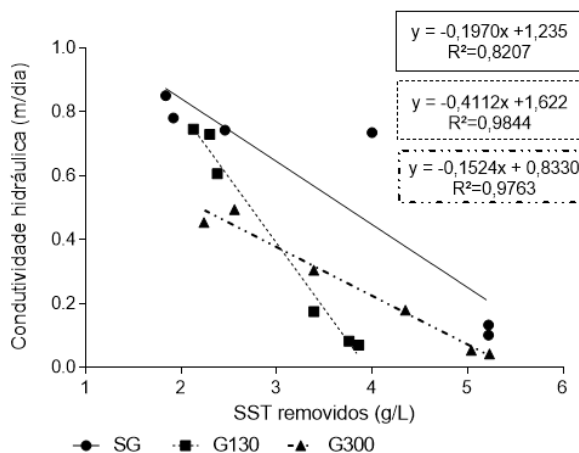 y = -0,1970x +1,235
R²=0,8207
y = -0,4112x +1,622
R²=0,9844
y = -0,1524x + 0,8330
R²=0,9763
Condutividade hidráulica (m/dia)
1.0
0.8
0.6
0.4
0.2
0.0
1 2 3 4 5 6
SST removidos (g/L)
SG G130 G300